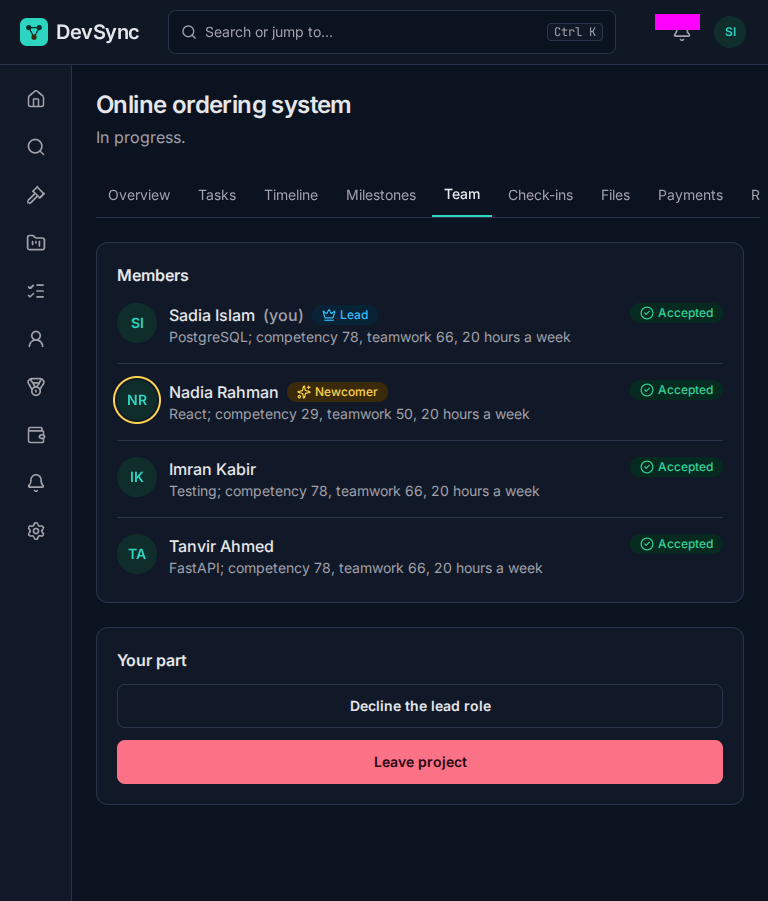 DevSync
Search or jump to...
Ctrl K
SI
Online ordering system
In progress.
Overview Tasks Timeline Milestones Team Check-ins Files Payments R
Members
SI
Sadia Islam (you) Lead
Accepted
PostgreSQL; competency 78, teamwork 66, 20 hours a week
NR
Nadia Rahman Newcomer
Accepted
React; competency 29, teamwork 50, 20 hours a week
IK
Imran Kabir
Accepted
Testing; competency 78, teamwork 66, 20 hours a week
TA
Tanvir Ahmed
Accepted
FastAPI; competency 78, teamwork 66, 20 hours a week
Your part
Decline the lead role
Leave project